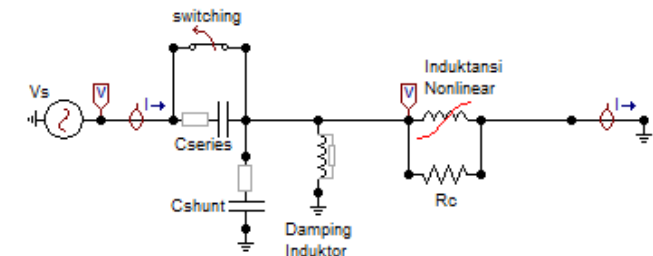 switching
Vs
V
I
Cseries
Cshunt
Damping
Induktor
V
Induktansi
Nonlinear
Rc
I